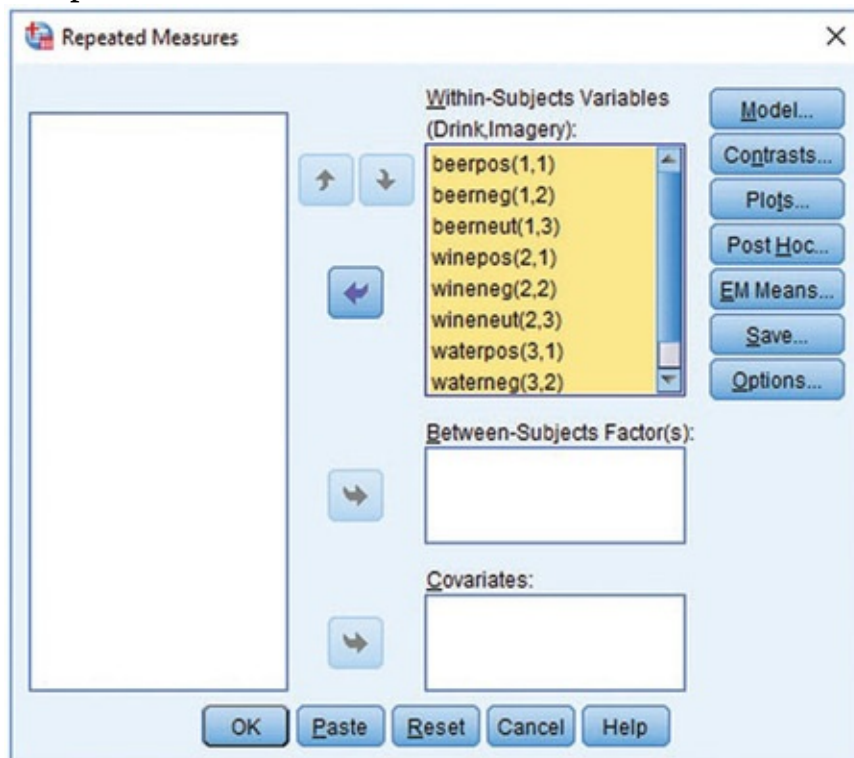 Repeated Measures
Within-Subjects Variables
(Drink,Imagery):
beerpos(1,1)
beerneg(1,2)
beerneut(1,3)
winepos(2,1)
wineneg(2,2)
wineneut(2,3)
waterpos(3,1)
waterneg(3,2)
Model...
Contrasts...
Plots...
Post Hoc...
EM Means...
Save...
Options...
Between-Subjects Factor(s):
Covariates:
OK Paste Reset Cancel Help